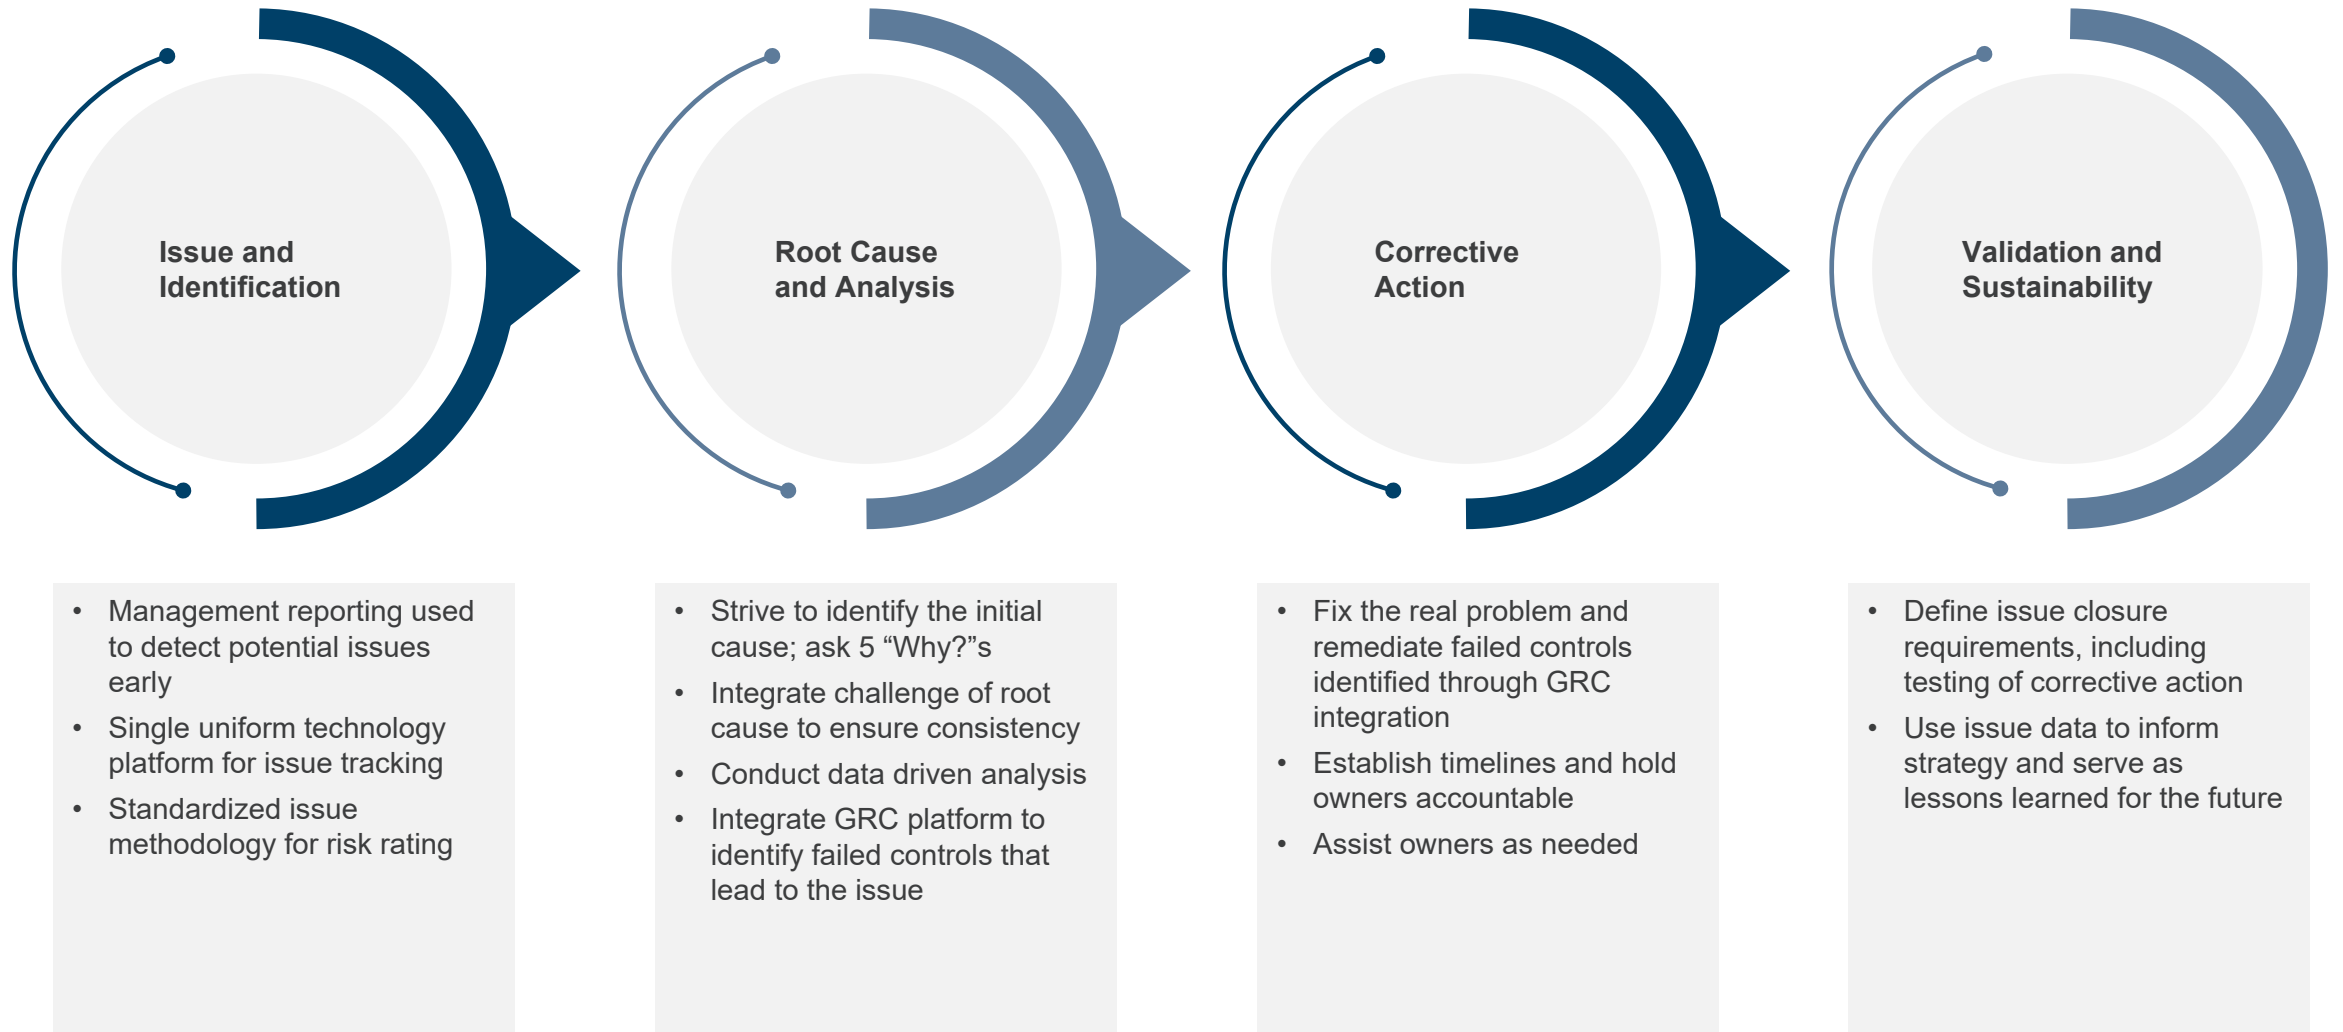 Issue and
Identification
Root Cause
and Analysis
Corrective
Action
Validation and
Sustainability
• Management reporting used
to detect potential issues
early
• Single uniform technology
platform for issue tracking
• Standardized issue
methodology for risk rating
• Strive to identify the initial
cause; ask 5 “Why?”s
• Integrate challenge of root
cause to ensure consistency
• Conduct data driven analysis
• Integrate GRC platform to
identify failed controls that
lead to the issue
• Fix the real problem and
remediate failed controls
identified through GRC
integration
• Establish timelines and hold
owners accountable
• Assist owners as needed
• Define issue closure
requirements, including
testing of corrective action
• Use issue data to inform
strategy and serve as
lessons learned for the future